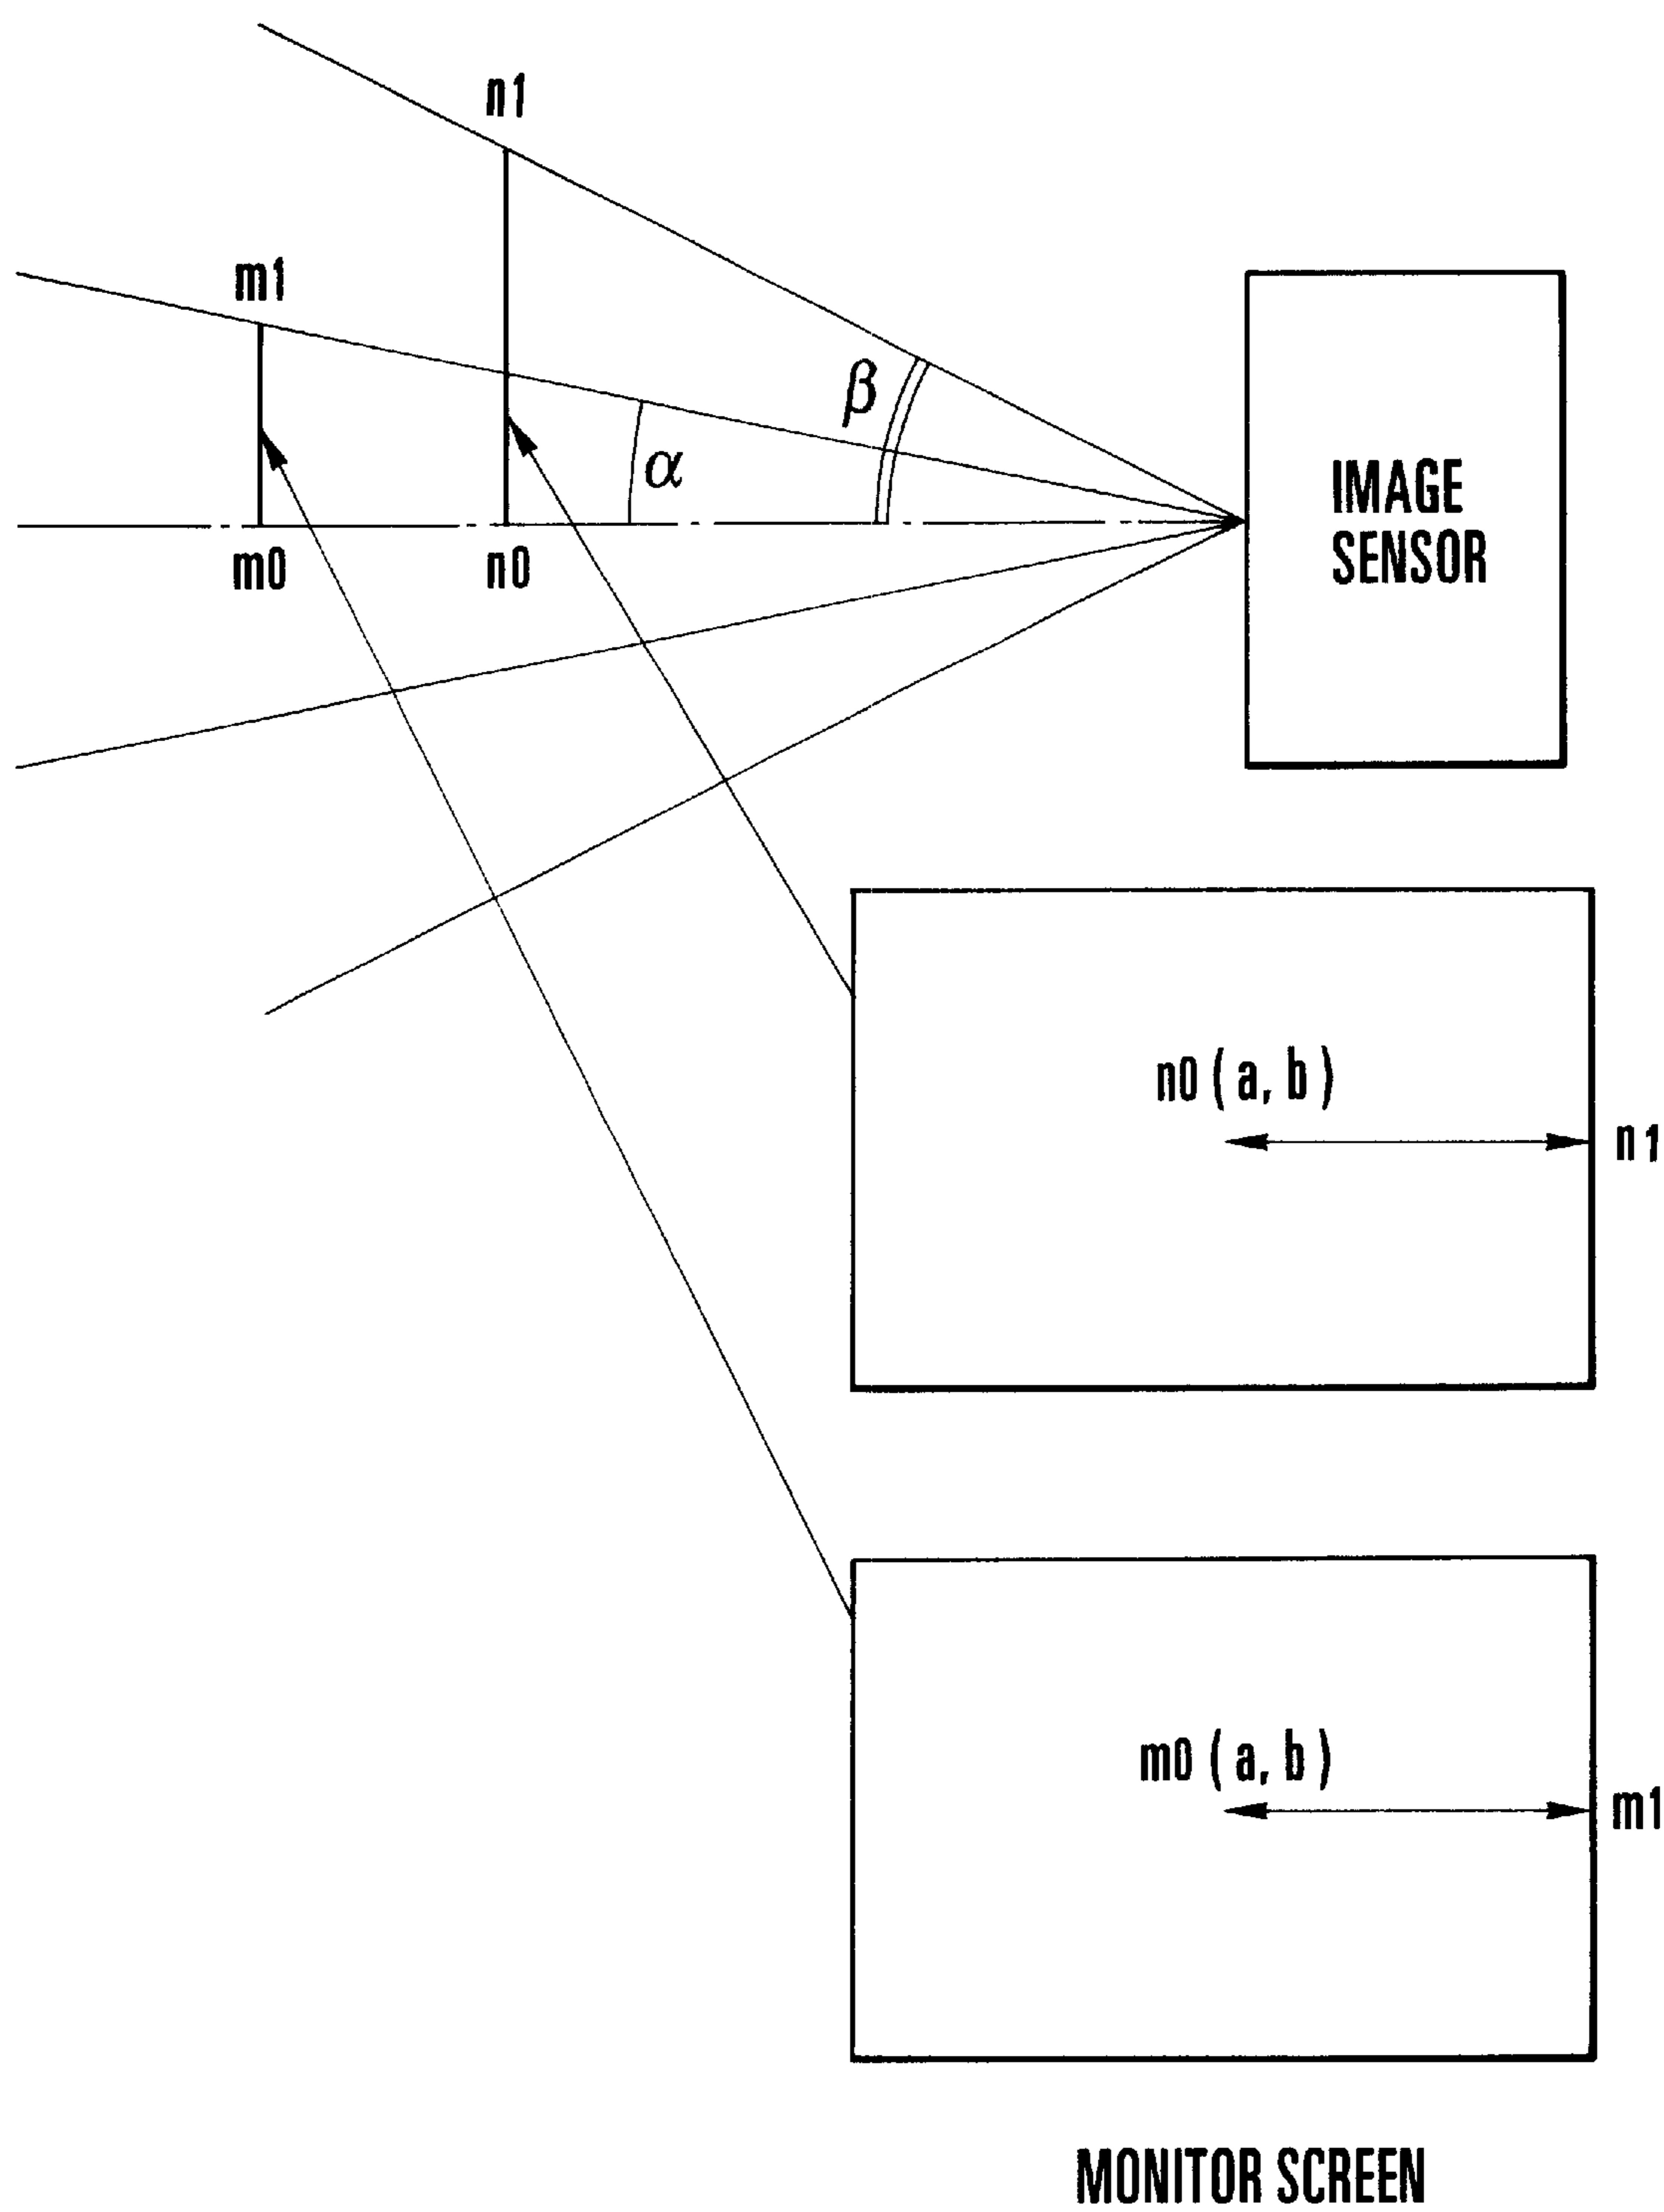 n1
m1
β
α
IMAGE
SENSOR
m0
n0
n0 ( a, b )
n1
m0 ( a, b )
m1
MONITOR SCREEN